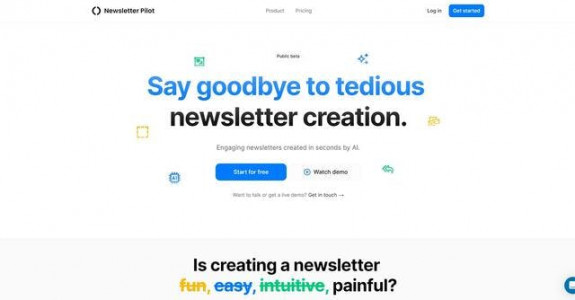 Newsletter Pilot
Product Pricing
Log in Get started
Public beta
Say goodbye to tedious
newsletter creation.
Engaging newsletters created in seconds by AI.
Start for free Watch demo
Want to talk or get a live demo? Get in touch →
Is creating a newsletter
fun, easy, intuitive, painful?